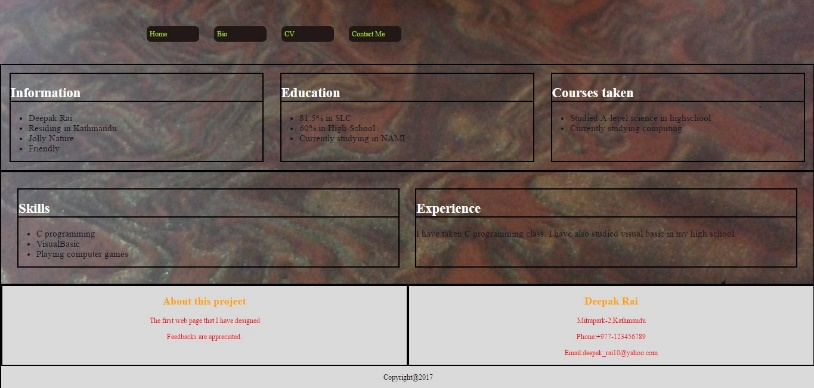 Home Bio CV Contact Me
Information
Deepak Rai
Residing in Kathmandu
Jolly Nature
Friendly
Education
81.5% in SLC
60% in High-School
Currently studying in NAMI
Courses taken
Studied A-level science in highschool
Currently studying computing
Skills
C programming
VisualBasic
Playing computer games
Experience
I have taken C programming class. I have also studied visual basic in my high school
About this project
The first web page that I have designed
Feedbacks are appreciated.
Deepak Rai
Mitrapark-2,Kathmandu
Phone:+977-123456789
Email:deepak_rai10@yahoo.com
Copyright@2017